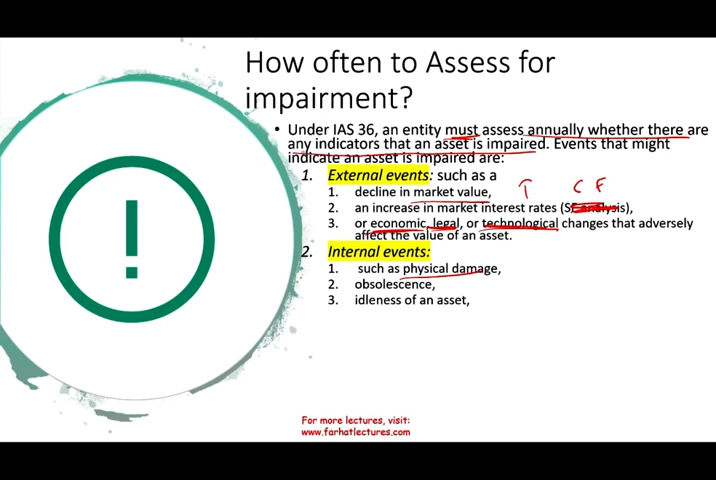 How often to Assess for
impairment?
• Under IAS 36, an entity must assess annually whether there are
any indicators that an asset is impaired. Events that might
indicate an asset is impaired are:
1. External events: such as a
1. decline in market value,
2. an increase in market interest rates
3. or economic, legal, or technological changes that adversely
affect the value of an asset.
2. Internal events:
1. such as physical damage,
2. obsolescence,
3. idleness of an asset,
For more lectures, visit:
www.farhatlectures.com